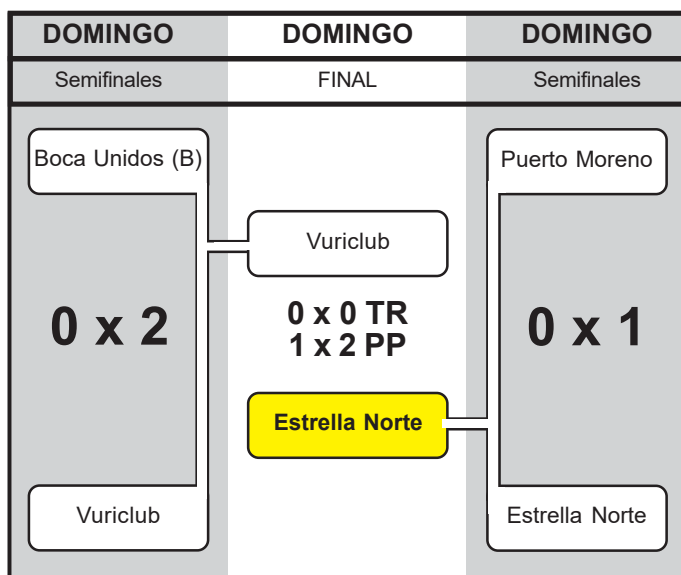 DOMINGO DOMINGO DOMINGO
Semifinales FINAL Semifinales
Boca Unidos (B) Puerto Moreno
Vuriclub
0 x 2 0 x 0 TR 0 x 1
1 x 2 PP
Estrella Norte
Vuriclub Estrella Norte